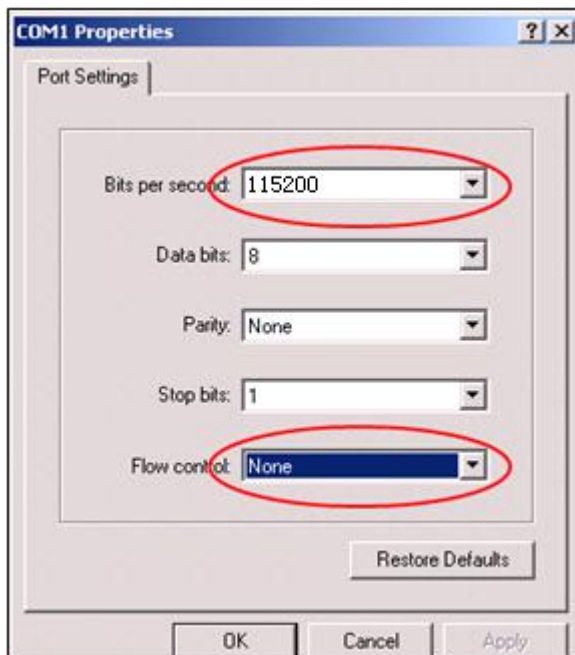 COM1 Properties
Port Settings
Bits per second: 115200
Data bits: 8
Parity: None
Stop bits: 1
Flow control: None
Restore Defaults
OK Cancel Apply